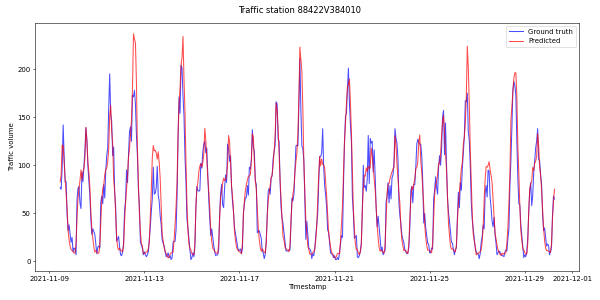 Traffic station 88422V384010
Ground truth
Predicted
Traffic volume
200
150
100
50
0
2021-11-09 2021-11-13 2021-11-17 2021-11-21 2021-11-25 2021-11-29 2021-12-01
Timestamp